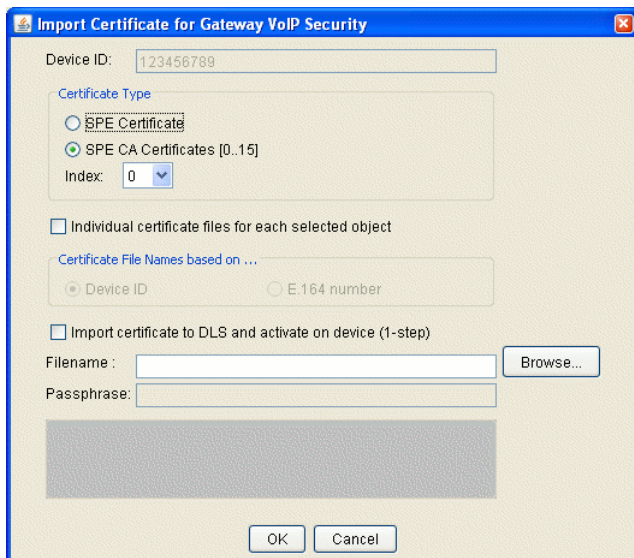 Import Certificate for Gateway VoIP Security
Device ID: 123456789
Certificate Type
SPE Certificate
SPE CA Certificates [0..15]
Index: 0
Individual certificate files for each selected object
Certificate File Names based on ...
Device ID E.164 number
Import certificate to DLS and activate on device (1-step)
Filename : Browse...
Passphrase:
OK Cancel